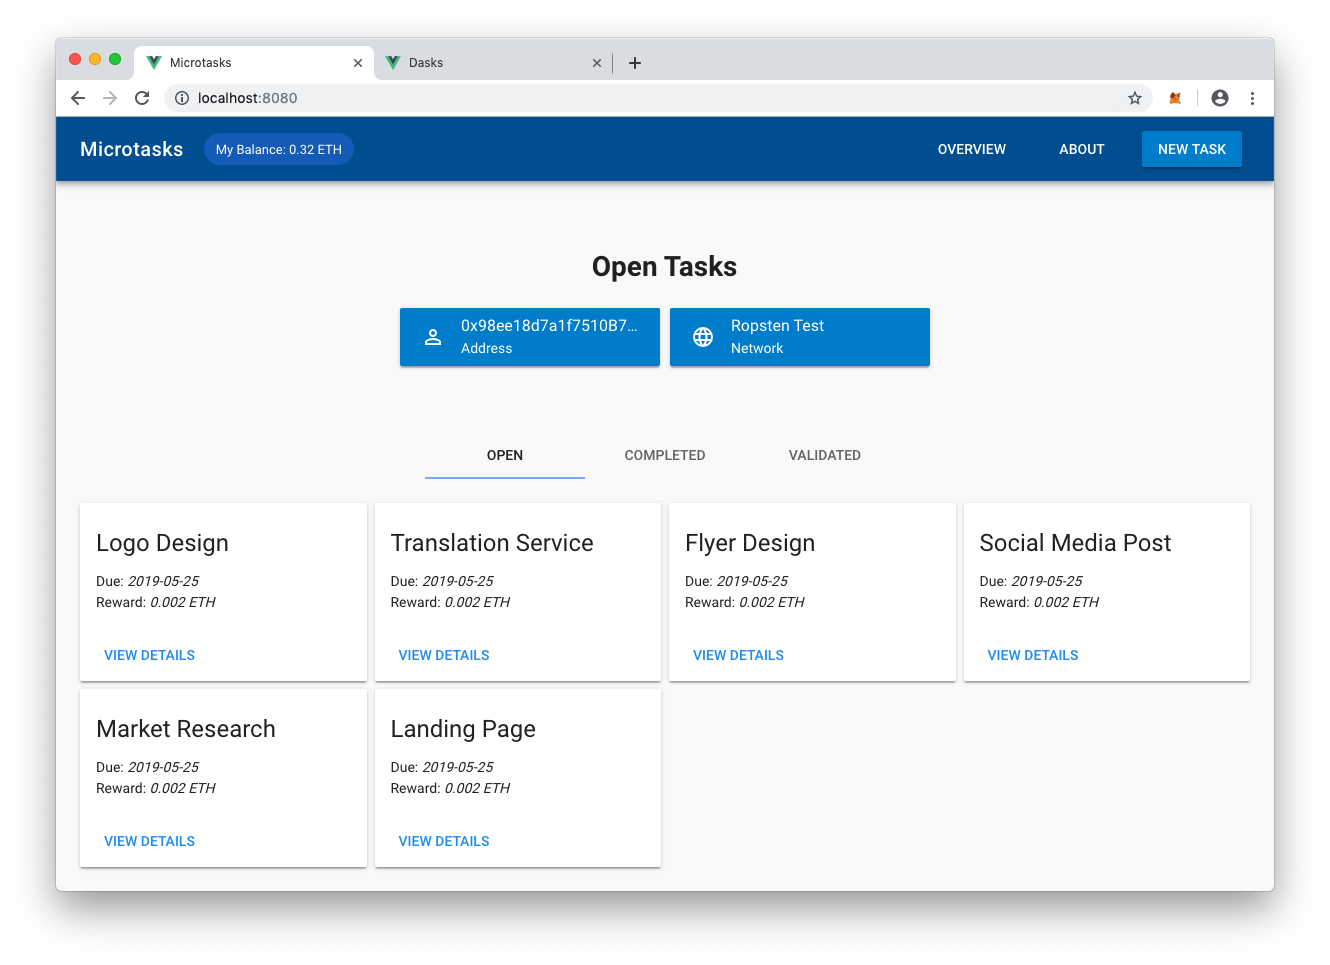 Microtasks
Dasks
localhost:8080
Microtasks
My Balance: 0.32 ETH
OVERVIEW
ABOUT
NEW TASK
Open Tasks
0x98ee18d7a1f7510B7...
Address
Ropsten Test
Network
OPEN
COMPLETED
VALIDATED
Logo Design
Due: 2019-05-25
Reward: 0.002 ETH
VIEW DETAILS
Translation Service
Due: 2019-05-25
Reward: 0.002 ETH
VIEW DETAILS
Flyer Design
Due: 2019-05-25
Reward: 0.002 ETH
VIEW DETAILS
Social Media Post
Due: 2019-05-25
Reward: 0.002 ETH
VIEW DETAILS
Market Research
Due: 2019-05-25
Reward: 0.002 ETH
VIEW DETAILS
Landing Page
Due: 2019-05-25
Reward: 0.002 ETH
VIEW DETAILS